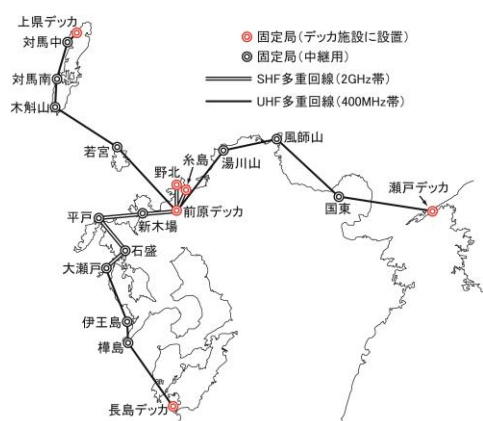 上県デッカ
対馬中
対馬南
木斛山
若宮
野北
糸島
湯川山
風師山
国東
瀬戸デッカ
前原デッカ
新木場
平戸
石盛
大瀬戸
伊王島
樺島
長島デッカ
固定局(デッカ施設に設置)
固定局(中継用)
SHF多重回線(2GHz帯)
UHF多重回線(400MHz帯)